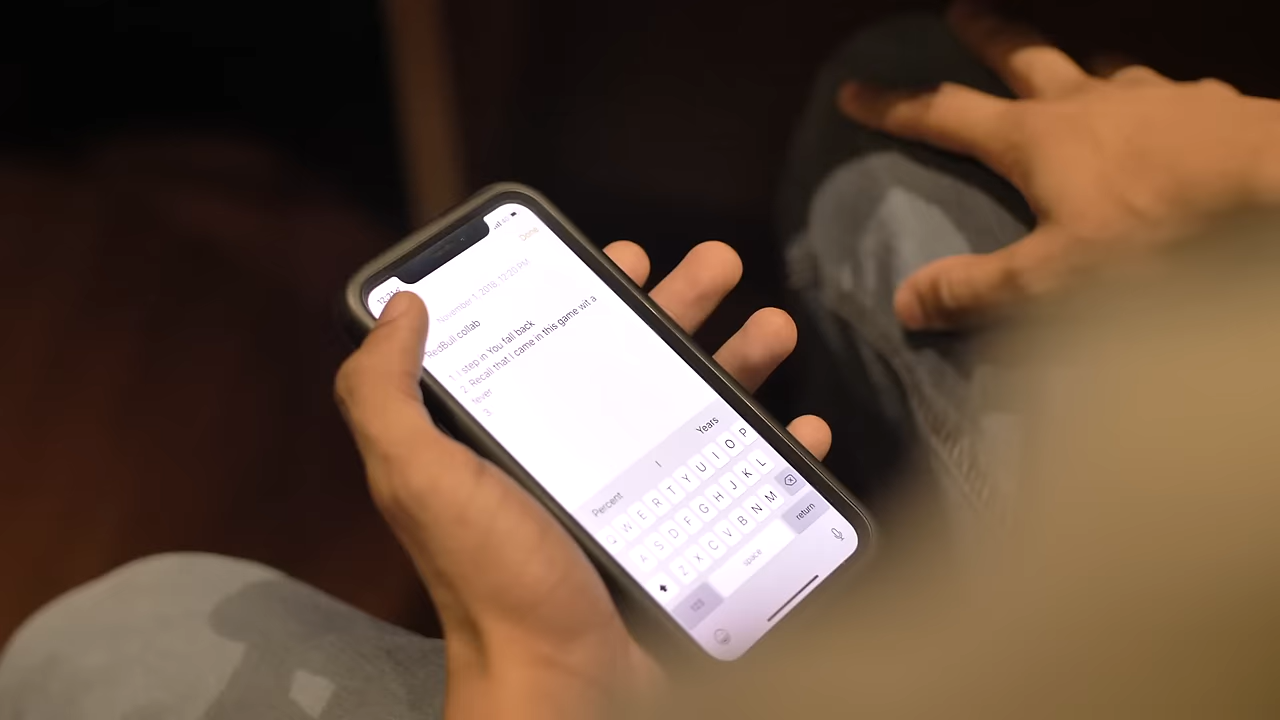 Done
November 1, 2018, 12:20 PM
RedBull collab
1. I step in You fall back
2. Recall that I came in this game wit a
fever
3.
Percent I Years
Q W E R T Y U I O P
A S D F G H J K L
Z X C V B N M
123 space return